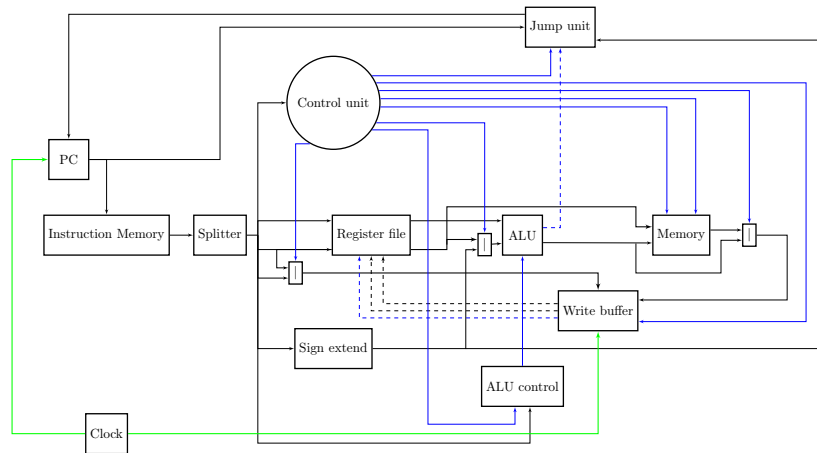 Jump unit
Control unit
PC
Instruction Memory
Splitter
Register file
|
ALU
Memory
|
|
Write buffer
Sign extend
ALU control
Clock